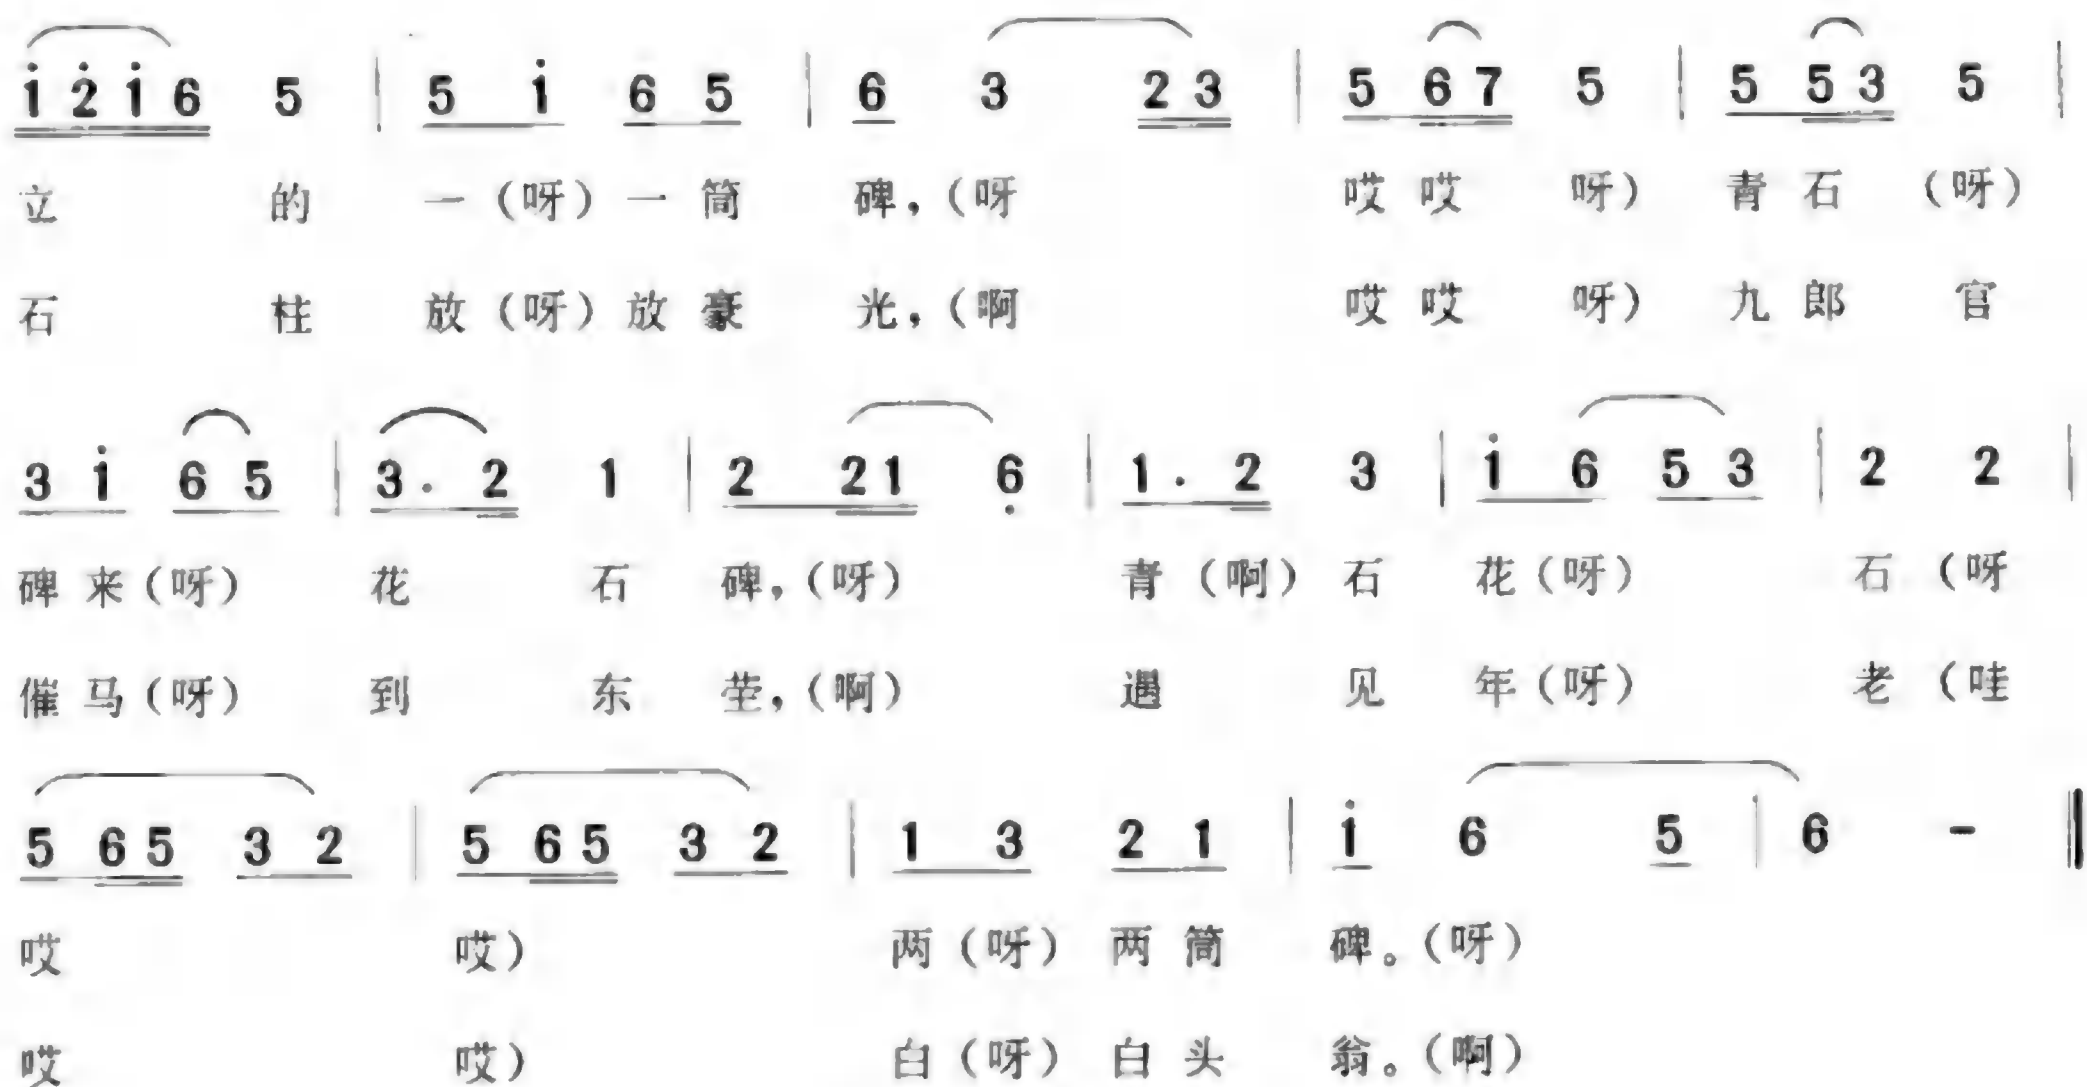 i̇ 2̇ i̇ 6 5 | 5 i̇ 6 5 | 6 3 2 3 | 5 6 7 5 | 5 5 3 5 |
立 的 一（呀）一 筒 碑，（呀 哎 哎 呀） 青 石 （呀）
石 柱 放（呀）放 豪 光，（啊 哎 哎 呀） 九 郎 官
3 i̇ 6 5 | 3. 2 1 | 2 2 1 6̣ | 1. 2 3 | i̇ 6 5 3 | 2 2 |
碑 来（呀） 花 石 碑，（呀） 青（啊）石 花（呀） 石（呀
催 马（呀） 到 东 茔，（啊） 遇 见 年（呀） 老（哇
5 6 5 3 2 | 5 6 5 3 2 | 1 3 2 1 | i̇ 6 5 | 6 - ‖
哎 哎） 两（呀）两 筒 碑。（呀）
哎 哎） 白（呀）白 头 翁。（啊）